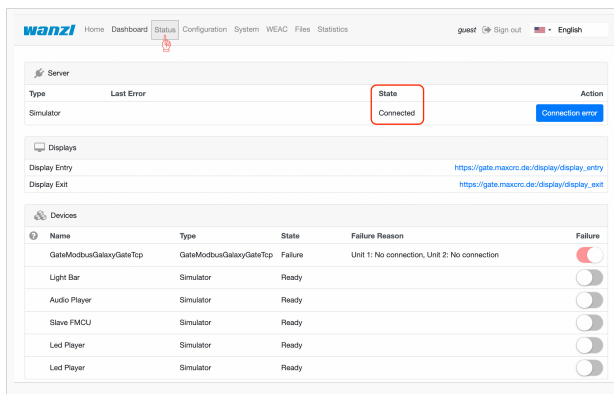 wanzl Home Dashboard Status Configuration System WEAC Files Statistics guest Sign out English
Server
Type Last Error State Action
Simulator Connected Connection error
Displays
Display Entry https://gate.maxcrc.de:/display/display_entry
Display Exit https://gate.maxcrc.de:/display/display_exit
Devices
? Name Type State Failure Reason Failure
GateModbusGalaxyGateTcp GateModbusGalaxyGateTcp Failure Unit 1: No connection, Unit 2: No connection
Light Bar Simulator Ready
Audio Player Simulator Ready
Slave FMCU Simulator Ready
Led Player Simulator Ready
Led Player Simulator Ready